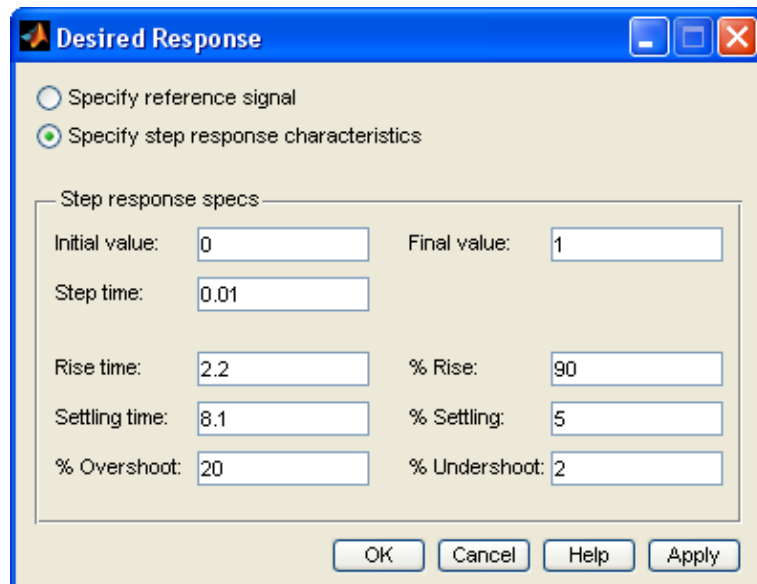 Desired Response
Specify reference signal
Specify step response characteristics
Step response specs
Initial value: 0 Final value: 1
Step time: 0.01
Rise time: 2.2 % Rise: 90
Settling time: 8.1 % Settling: 5
% Overshoot: 20 % Undershoot: 2
OK Cancel Help Apply